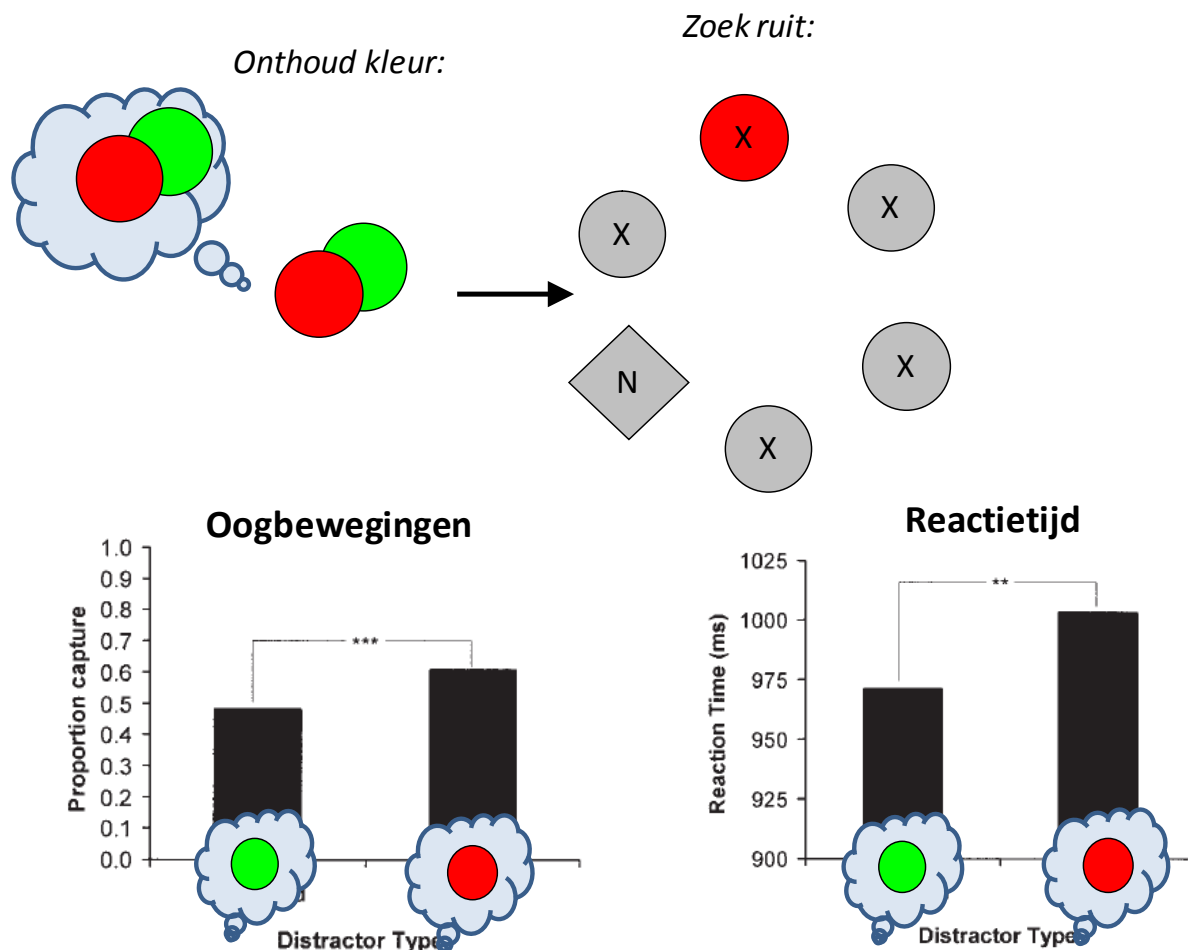 Zoek ruit:
Onthoud kleur:
X
X
X
X
N
X
Oogbewegingen
Proportion capture
1.0
0.9
0.8
0.7
0.6
0.5
0.4
0.3
0.2
0.1
0.0
***
Distractor Type
Reactietijd
Reaction Time (ms)
1025
1000
975
950
925
900
**
Distractor Type